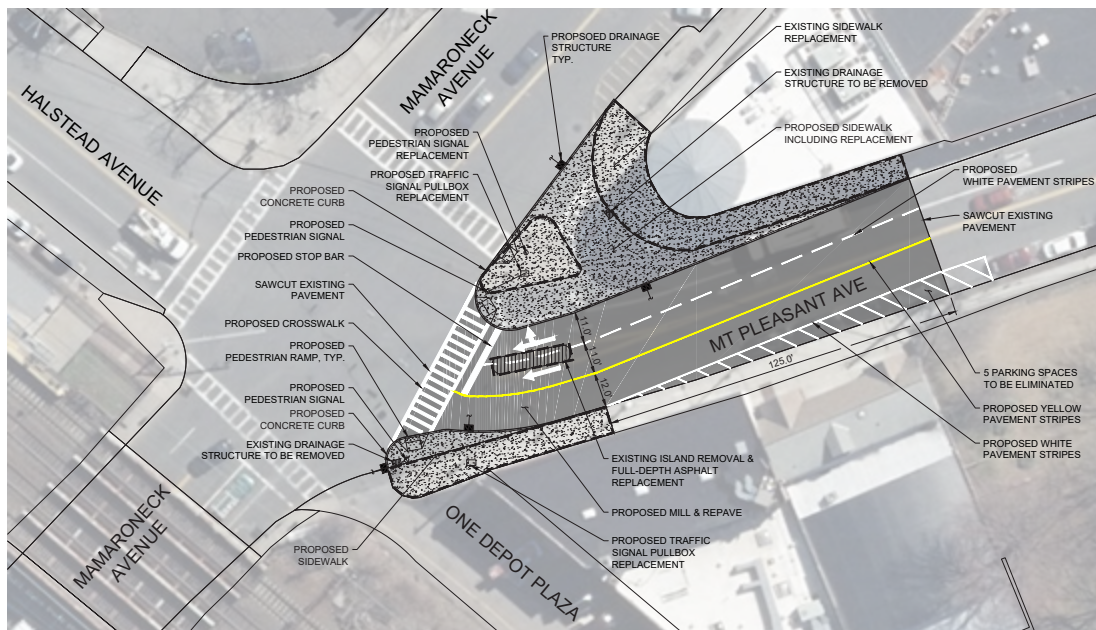 MAMARONECK
AVENUE
HALSTEAD AVENUE
PROPSOED DRAINAGE
STRUCTURE
TYP.
EXISTING SIDEWALK
REPLACEMENT
EXISTING DRAINAGE
STRUCTURE TO BE REMOVED
PROPOSED SIDEWALK
INCLUDING REPLACEMENT
PROPOSED
WHITE PAVEMENT STRIPES
SAWCUT EXISTING
PAVEMENT
PROPOSED
PEDESTRIAN SIGNAL
REPLACEMENT
PROPOSED TRAFFIC
SIGNAL PULLBOX
REPLACEMENT
PROPOSED
CONCRETE CURB
PROPOSED
PEDESTRIAN SIGNAL
PROPOSED STOP BAR
SAWCUT EXISTING
PAVEMENT
PROPOSED CROSSWALK
PROPOSED
PEDESTRIAN RAMP, TYP.
PROPOSED
PEDESTRIAN SIGNAL
PROPOSED
CONCRETE CURB
EXISTING DRAINAGE
STRUCTURE TO BE REMOVED
11.0'
11.0'
12.0'
MT PLEASANT AVE
125.0'
5 PARKING SPACES
TO BE ELIMINATED
PROPOSED YELLOW
PAVEMENT STRIPES
PROPOSED WHITE
PAVEMENT STRIPES
EXISTING ISLAND REMOVAL &
FULL-DEPTH ASPHALT
REPLACEMENT
PROPOSED MILL & REPAVE
PROPOSED TRAFFIC
SIGNAL PULLBOX
REPLACEMENT
MAMARONECK
AVENUE
PROPOSED
SIDEWALK
ONE DEPOT PLAZA